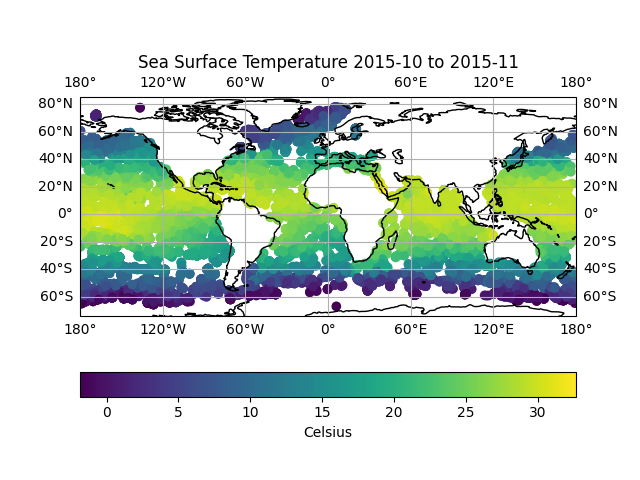 Sea Surface Temperature 2015-10 to 2015-11
180° 120°W 60°W 0° 60°E 120°E 180°
80°N 80°N
60°N 60°N
40°N 40°N
20°N 20°N
0° 0°
20°S 20°S
40°S 40°S
60°S 60°S
180° 120°W 60°W 0° 60°E 120°E 180°
0 5 10 15 20 25 30
Celsius